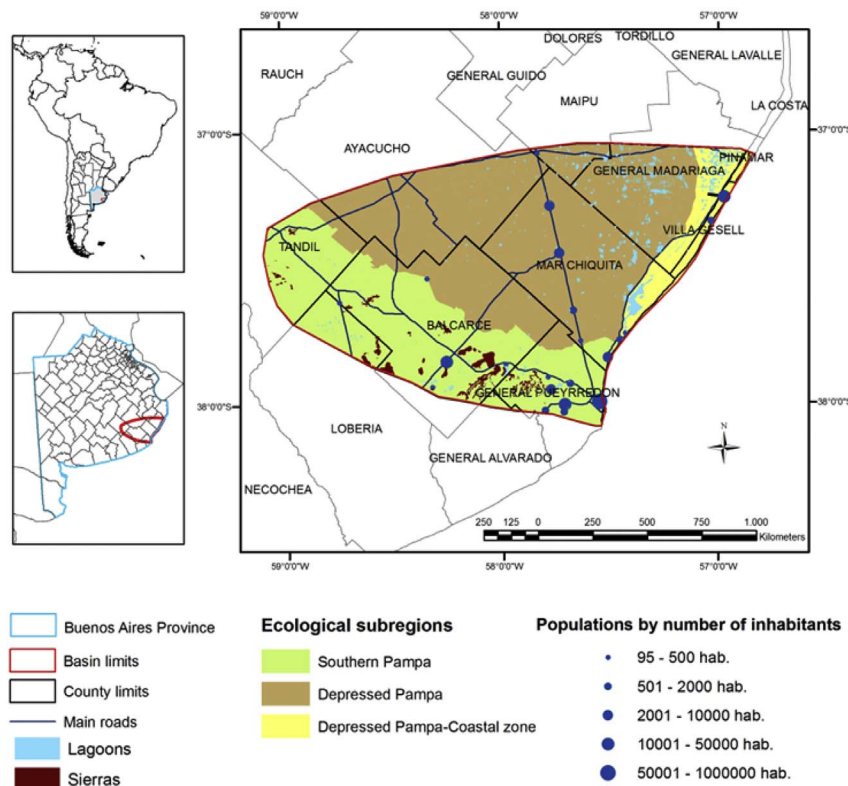 59°0'0"W 58°0'0"W 57°0'0"W
DOLORES
TORDILLO
GENERAL LAVALLE
RAUCH
GENERAL GUIDO
MAIPU
LA COSTA
37°0'0"S
37°0'0"S
AYACUCHO
PINAMAR
GENERAL MADARIAGA
VILLA GESELL
TANDIL
MAR CHIQUITA
BALCARCE
GENERAL PUEYRREDON
38°0'0"S
38°0'0"S
LOBERIA
GENERAL ALVARADO
N
NECOCHEA
250 125 0 250 500 750 1.000
Kilometers
59°0'0"W 58°0'0"W 57°0'0"W
Buenos Aires Province
Basin limits
County limits
Main roads
Lagoons
Sierras
Ecological subregions
Southern Pampa
Depressed Pampa
Depressed Pampa-Coastal zone
Populations by number of inhabitants
95 - 500 hab.
501 - 2000 hab.
2001 - 10000 hab.
10001 - 50000 hab.
50001 - 1000000 hab.